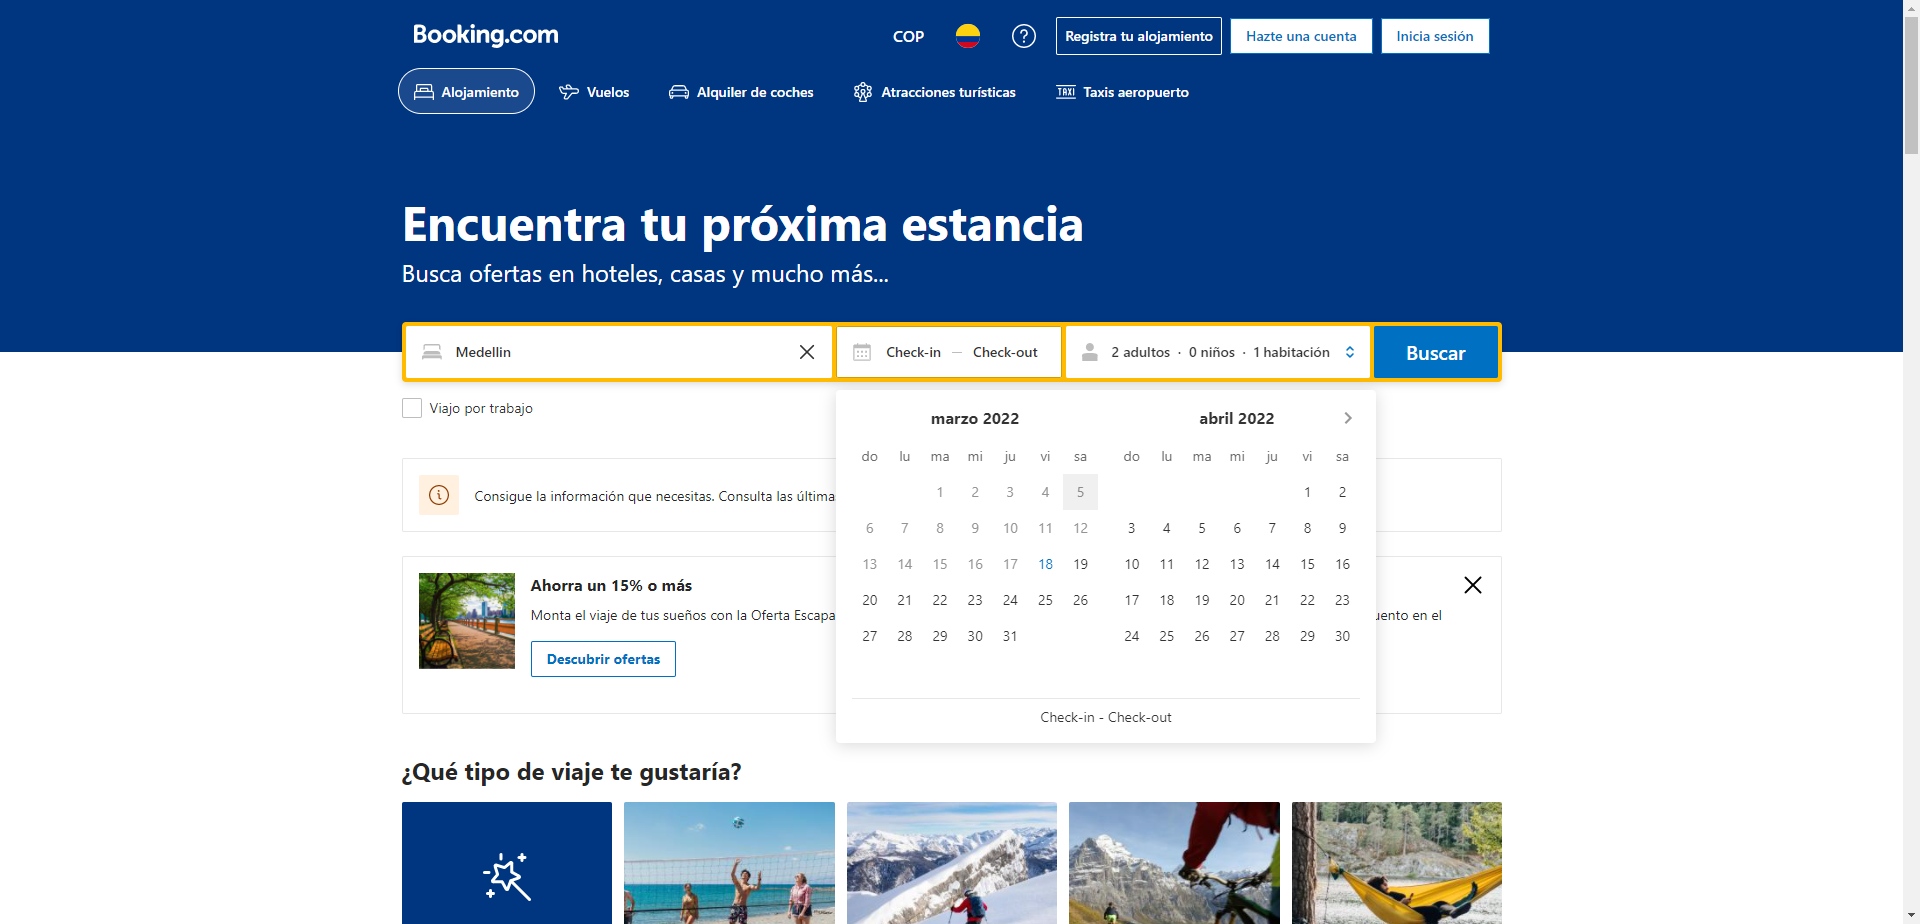 Booking.com
COP
Registra tu alojamiento
Hazte una cuenta
Inicia sesión
Alojamiento
Vuelos
Alquiler de coches
Atracciones turísticas
TAXI Taxis aeropuerto
Encuentra tu próxima estancia
Busca ofertas en hoteles, casas y mucho más...
Medellin
Check-in — Check-out
2 adultos · 0 niños · 1 habitación
Buscar
Viajo por trabajo
marzo 2022
do lu ma mi ju vi sa
1 2 3 4 5
6 7 8 9 10 11 12
13 14 15 16 17 18 19
20 21 22 23 24 25 26
27 28 29 30 31
abril 2022
do lu ma mi ju vi sa
1 2
3 4 5 6 7 8 9
10 11 12 13 14 15 16
17 18 19 20 21 22 23
24 25 26 27 28 29 30
Check-in - Check-out
Consigue la información que necesitas. Consulta las última
Ahorra un 15% o más
Monta el viaje de tus sueños con la Oferta Escapa
uento en el
Descubrir ofertas
¿Qué tipo de viaje te gustaría?